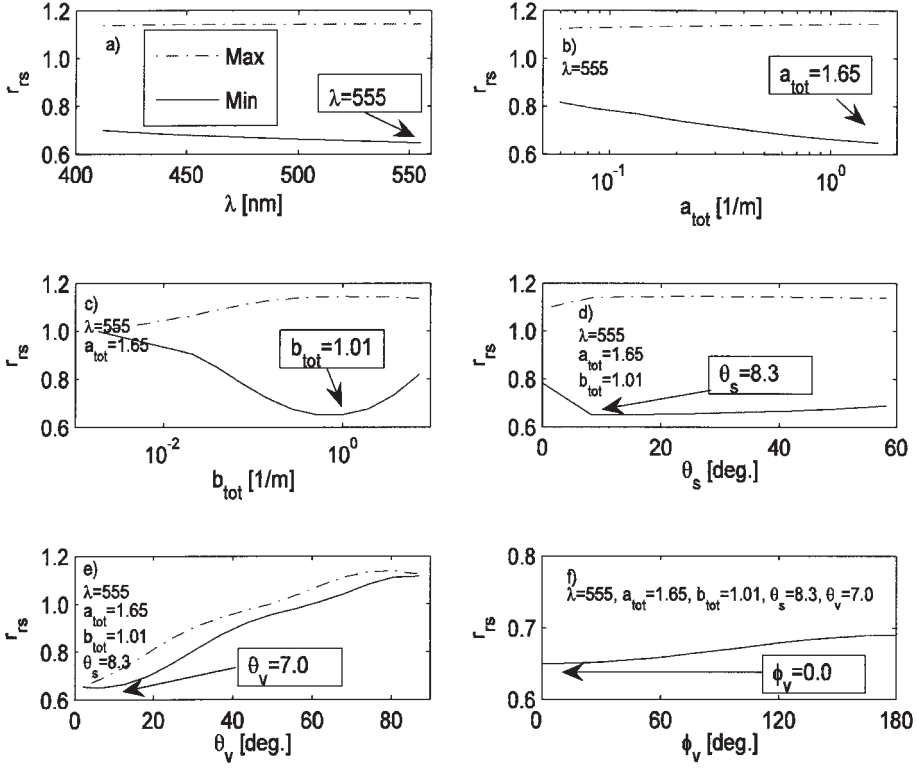 a)
Max
Min
λ=555
r_rs
1.2
1.0
0.8
0.6
400
450
500
550
λ [nm]
b)
λ=555
a_tot=1.65
r_rs
1.2
1.0
0.8
0.6
10^-1
10^0
a_tot [1/m]
c)
λ=555
a_tot=1.65
b_tot=1.01
r_rs
1.2
1.0
0.8
0.6
10^-2
10^0
b_tot [1/m]
d)
λ=555
a_tot=1.65
b_tot=1.01
θ_s=8.3
r_rs
1.2
1.0
0.8
0.6
0
20
40
60
θ_s [deg.]
e)
λ=555
a_tot=1.65
b_tot=1.01
θ_s=8.3
θ_v=7.0
r_rs
1.2
1.0
0.8
0.6
0
20
40
60
80
θ_v [deg.]
f)
λ=555, a_tot=1.65, b_tot=1.01, θ_s=8.3, θ_v=7.0
ϕ_v=0.0
r_rs
0.8
0.7
0.6
0
60
120
180
ϕ_v [deg.]